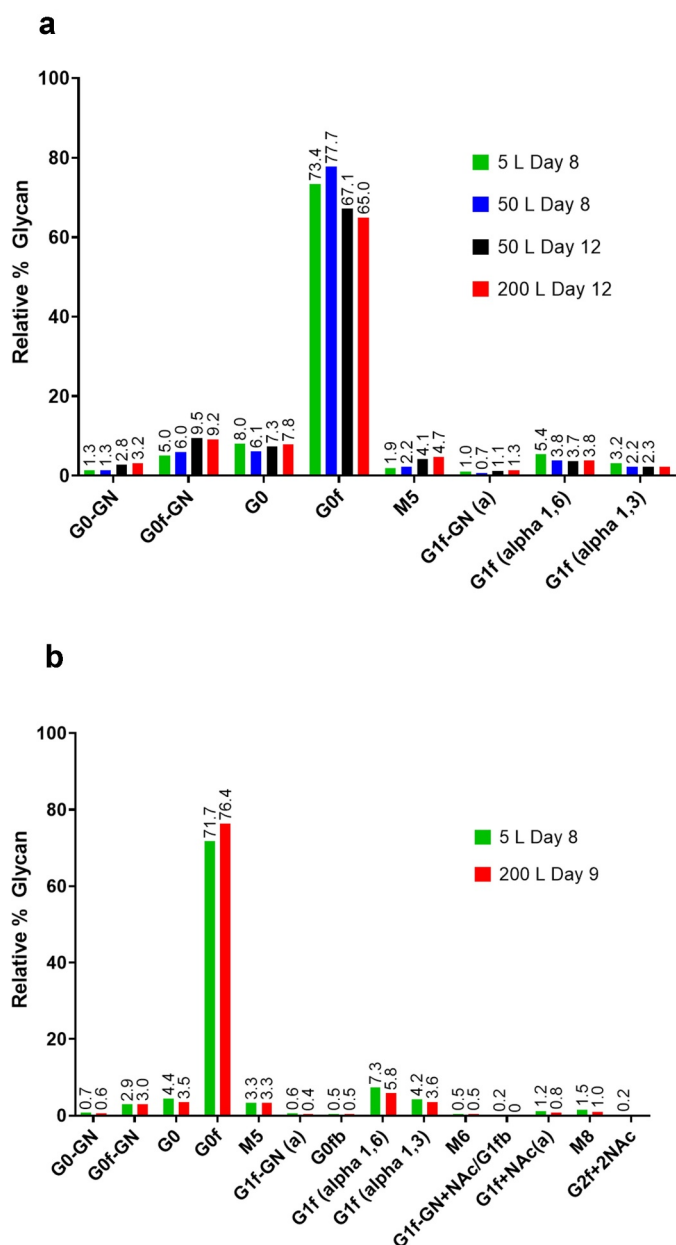 a
Relative % Glycan
100
80
60
40
20
0
5 L Day 8
50 L Day 8
50 L Day 12
200 L Day 12
1.3 1.3 2.8 3.2
5.0 6.0 9.5 9.2
8.0 6.1 7.3 7.8
73.4 77.7 67.1 65.0
1.9 2.2 4.1 4.7
1.0 0.7 1.1 1.3
5.4 3.8 3.7 3.8
3.2 2.2 2.3
G0-GN
G0f-GN
G0
G0f
M5
G1f-GN (a)
G1f (alpha 1,6)
G1f (alpha 1,3)
b
Relative % Glycan
100
80
60
40
20
0
5 L Day 8
200 L Day 9
0.7 0.6
2.9 3.0
4.4 3.5
71.7 76.4
3.3 3.3
0.6 0.4
0.5 0.5
7.3 5.8
4.2 3.6
0.5 0.5
0.2 0
1.2 0.8
1.5 1.0
0.2
G0-GN
G0f-GN
G0
G0f
M5
G1f-GN (a)
G0fb
G1f (alpha 1,6)
G1f (alpha 1,3)
M6
G1f-GN+NAc/G1fb
G1f+NAc(a)
M8
G2f+2NAc